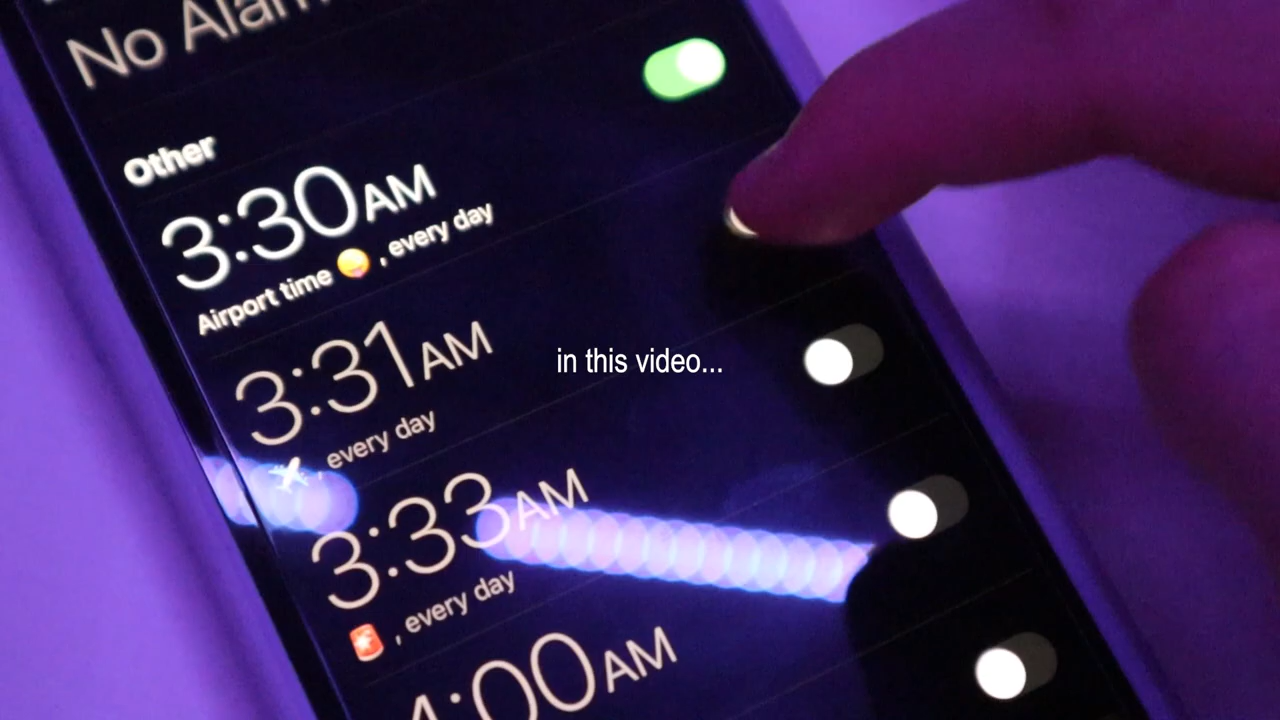 No Alarm
Other
3:30AM
Airport time 😜 , every day
3:31AM
✈️ , every day
in this video...
3:33AM
🚨 , every day
4:00AM